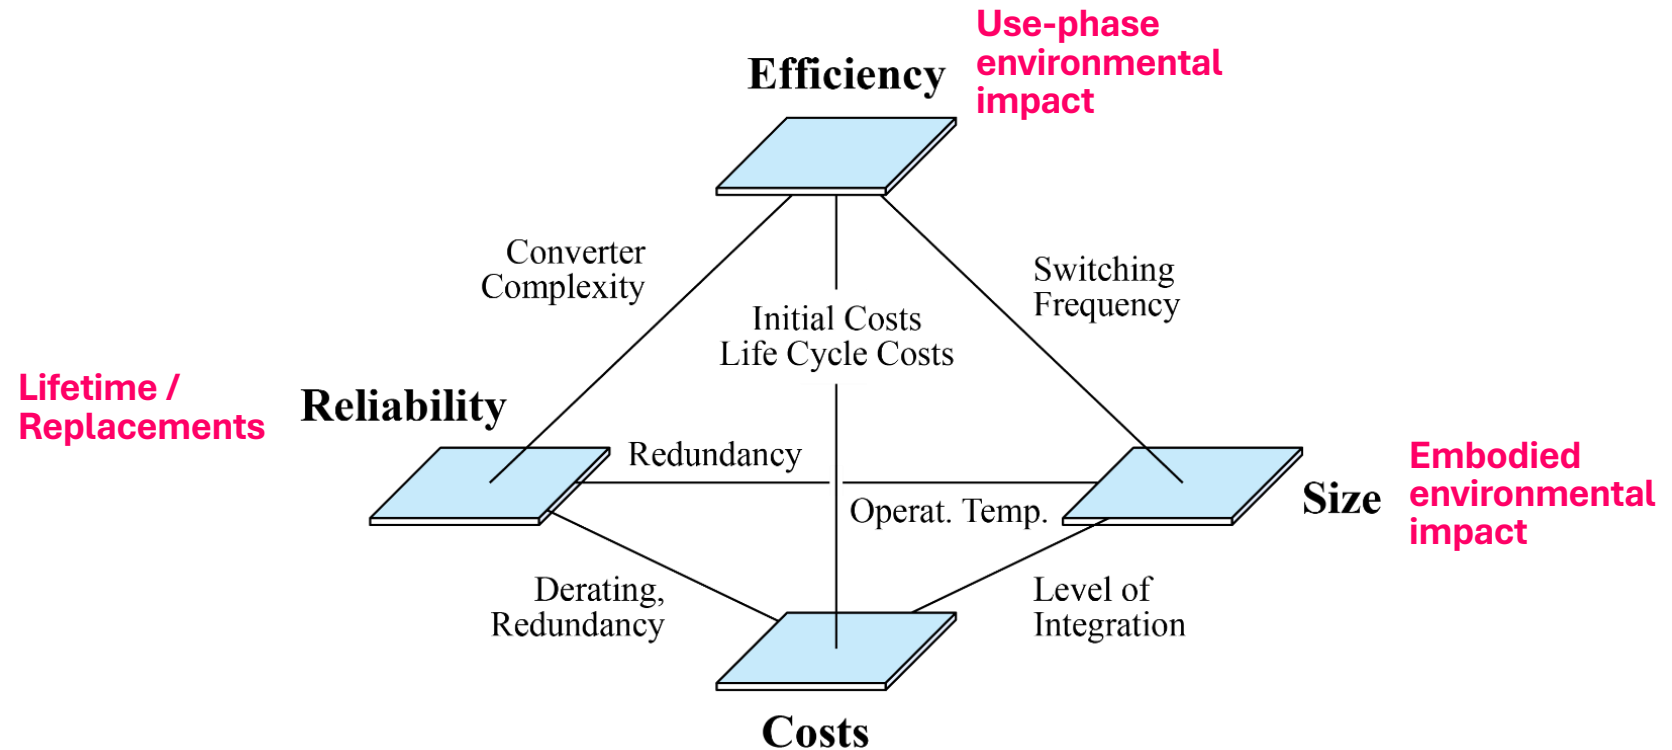 Use-phase
environmental
impact
Efficiency
Converter
Complexity
Switching
Frequency
Initial Costs
Life Cycle Costs
Lifetime /
Replacements
Reliability
Redundancy
Operat. Temp.
Size
Embodied
environmental
impact
Derating,
Redundancy
Level of
Integration
Costs